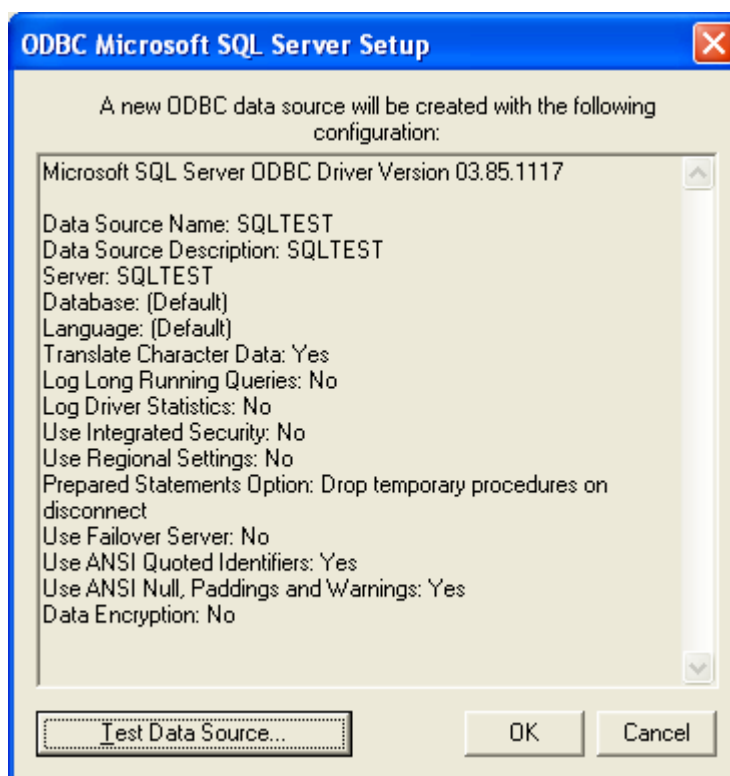 ODBC Microsoft SQL Server Setup
A new ODBC data source will be created with the following
configuration:
Microsoft SQL Server ODBC Driver Version 03.85.1117
Data Source Name: SQLTEST
Data Source Description: SQLTEST
Server: SQLTEST
Database: (Default)
Language: (Default)
Translate Character Data: Yes
Log Long Running Queries: No
Log Driver Statistics: No
Use Integrated Security: No
Use Regional Settings: No
Prepared Statements Option: Drop temporary procedures on
disconnect
Use Failover Server: No
Use ANSI Quoted Identifiers: Yes
Use ANSI Null, Paddings and Warnings: Yes
Data Encryption: No
Test Data Source...
OK
Cancel